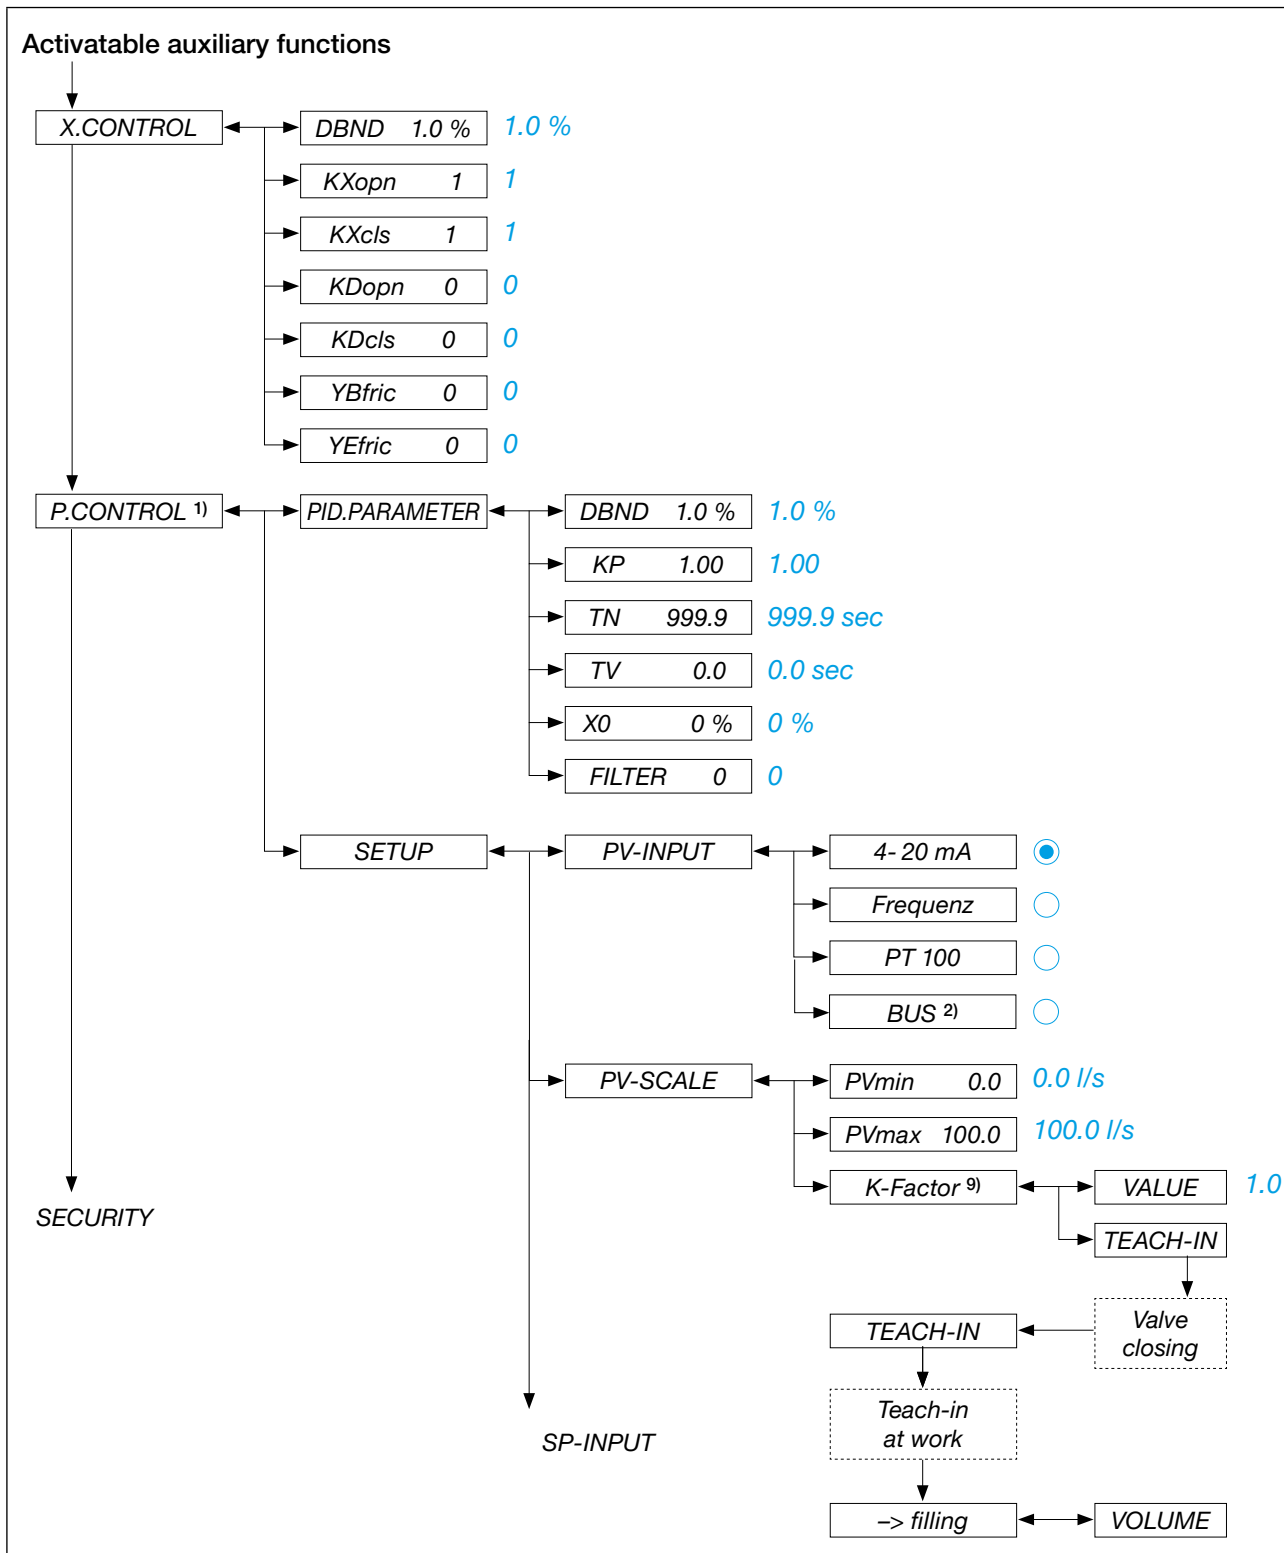 Activatable auxiliary functions
X.CONTROL
DBND 1.0 % 1.0 %
KXopn 1 1
KXcls 1 1
KDopn 0 0
KDcls 0 0
YBfric 0 0
YEfric 0 0
P.CONTROL 1)
PID.PARAMETER
DBND 1.0 % 1.0 %
KP 1.00 1.00
TN 999.9 999.9 sec
TV 0.0 0.0 sec
X0 0 % 0 %
FILTER 0 0
SETUP
PV-INPUT
4- 20 mA
Frequenz
PT 100
BUS 2)
PV-SCALE
PVmin 0.0 0.0 l/s
PVmax 100.0 100.0 l/s
K-Factor 9)
VALUE 1.0
TEACH-IN
Valve
closing
TEACH-IN
Teach-in
at work
–> filling
VOLUME
SP-INPUT
SECURITY